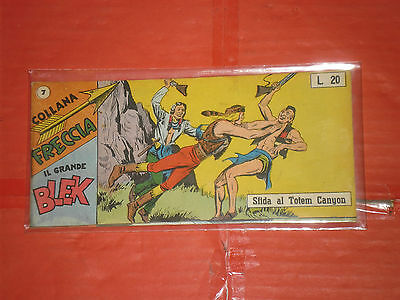 7
COLLANA
FRECCIA
IL GRANDE
BLEK
L. 20
Sfida al Totem Canyon